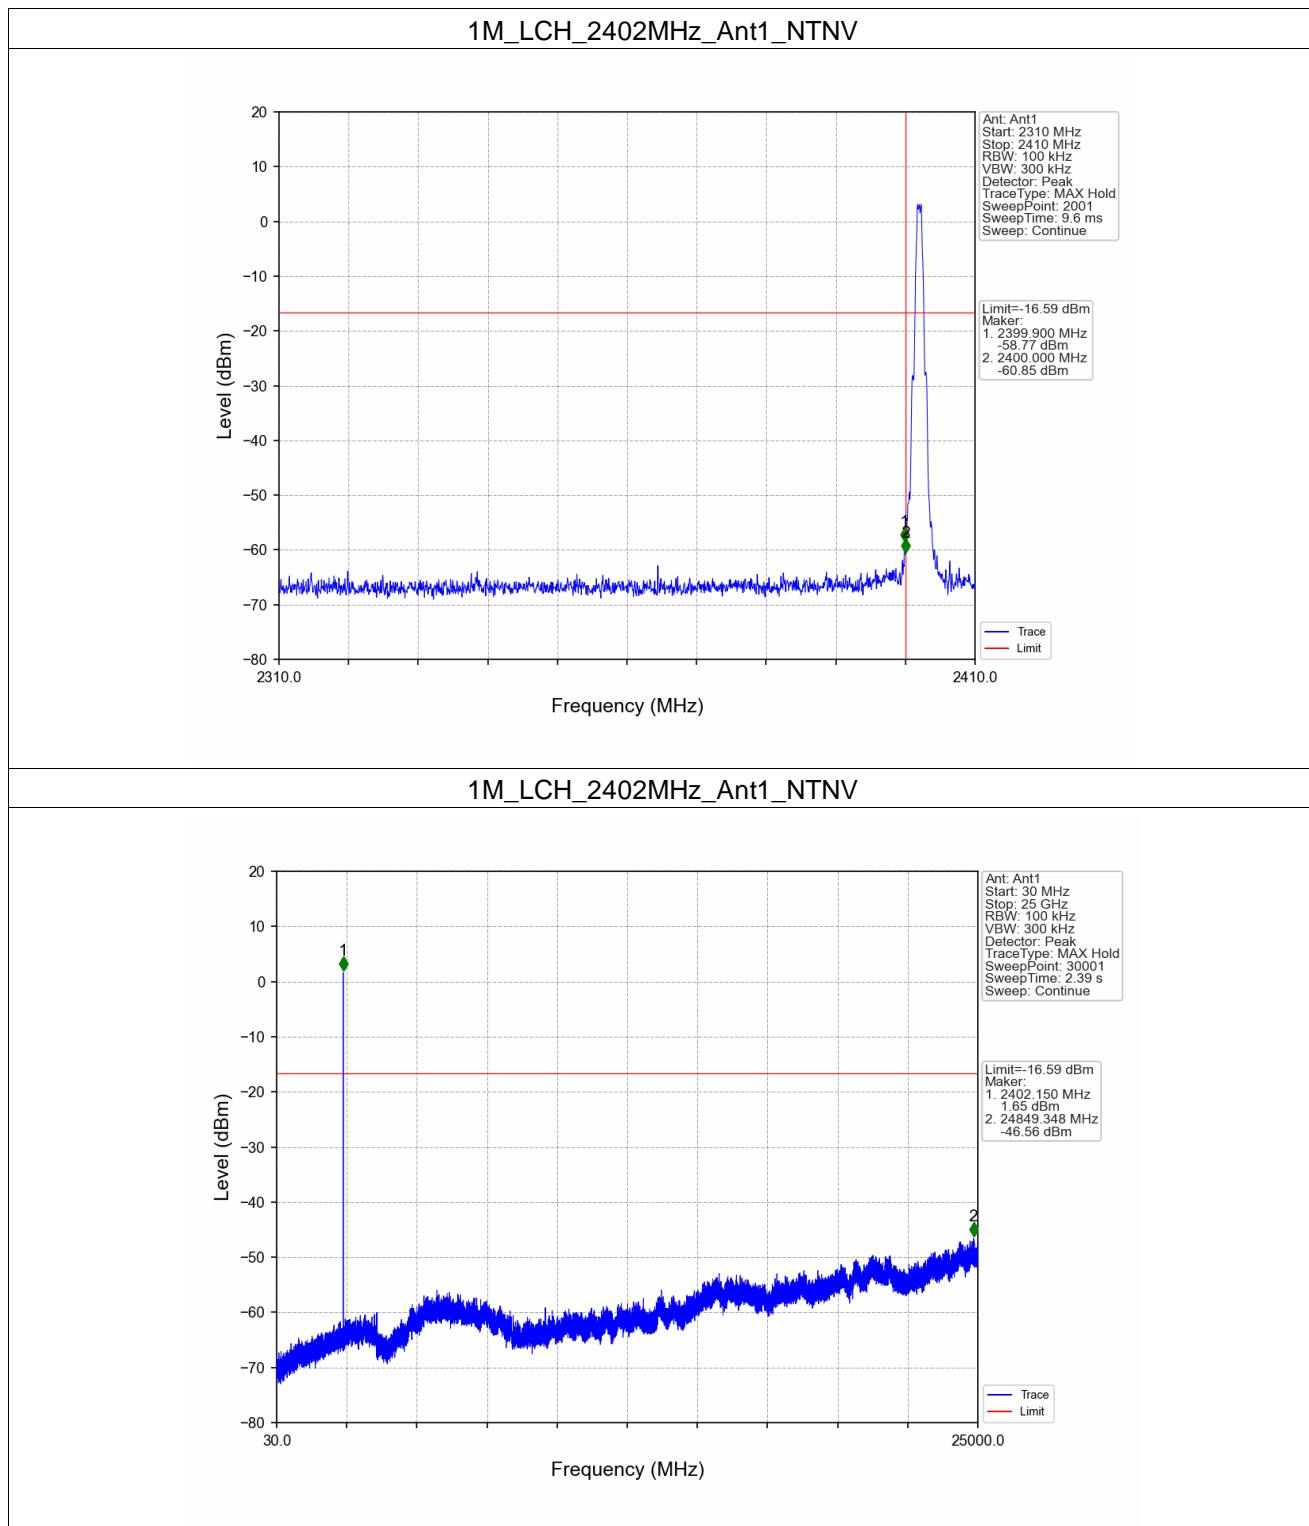 1M_LCH_2402MHz_Ant1_NTNV
20
10
0
−10
−20
−30
−40
−50
−60
−70
−80
Level (dBm)
2310.0
2410.0
Frequency (MHz)
1
2
Ant: Ant1
Start: 2310 MHz
Stop: 2410 MHz
RBW: 100 kHz
VBW: 300 kHz
Detector: Peak
TraceType: MAX Hold
SweepPoint: 2001
SweepTime: 9.6 ms
Sweep: Continue
Limit=-16.59 dBm
Maker:
1. 2399.900 MHz
-58.77 dBm
2. 2400.000 MHz
-60.85 dBm
Trace
Limit
1M_LCH_2402MHz_Ant1_NTNV
20
10
0
−10
−20
−30
−40
−50
−60
−70
−80
Level (dBm)
30.0
25000.0
Frequency (MHz)
1
2
Ant: Ant1
Start: 30 MHz
Stop: 25 GHz
RBW: 100 kHz
VBW: 300 kHz
Detector: Peak
TraceType: MAX Hold
SweepPoint: 30001
SweepTime: 2.39 s
Sweep: Continue
Limit=-16.59 dBm
Maker:
1. 2402.150 MHz
1.65 dBm
2. 24849.348 MHz
-46.56 dBm
Trace
Limit